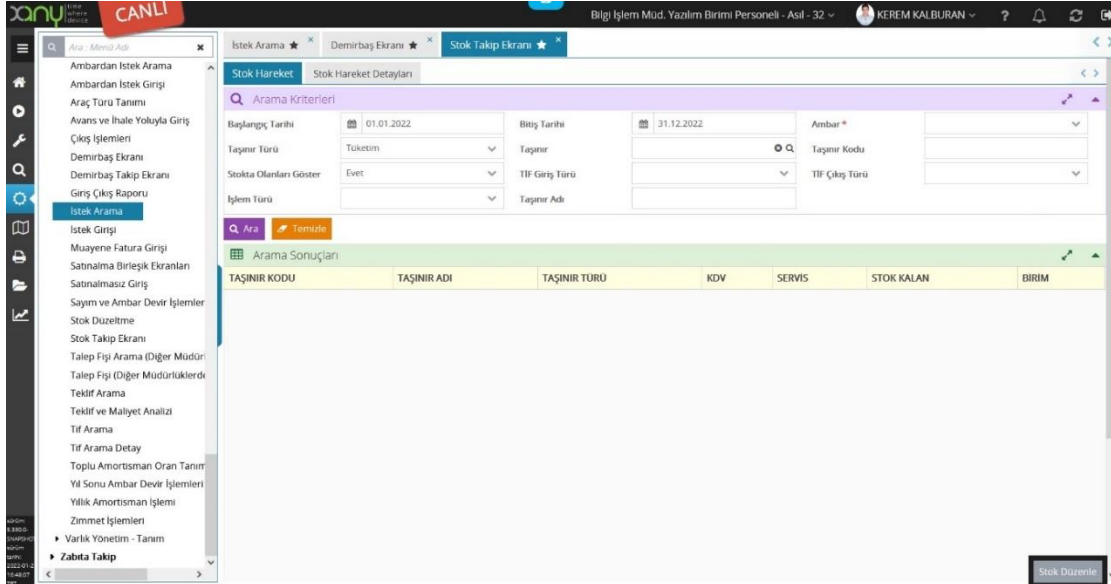 xany time where device
CANLI
Bilgi İşlem Müd. Yazılım Birimi Personeli - Asıl - 32
KEREM KALBURAN
?
Ara : Menü Adı
İstek Arama
Demirbaş Ekranı
Stok Takip Ekranı
Ambardan İstek Arama
Ambardan İstek Girişi
Araç Türü Tanımı
Avans ve İhale Yoluyla Giriş
Çıkış İşlemleri
Demirbaş Ekranı
Demirbaş Takip Ekranı
Giriş Çıkış Raporu
İstek Arama
İstek Girişi
Muayene Fatura Girişi
Satınalma Birleşik Ekranları
Satınalmasız Giriş
Sayım ve Ambar Devir İşlemler
Stok Düzeltme
Stok Takip Ekranı
Talep Fişi Arama (Diğer Müdür
Talep Fişi (Diğer Müdürlüklerde
Teklif Arama
Teklif ve Maliyet Analizi
Tif Arama
Tif Arama Detay
Toplu Amortisman Oran Tanım
Yıl Sonu Ambar Devir İşlemleri
Yıllık Amortisman İşlemi
Zimmet İşlemleri
Varlık Yönetim - Tanım
Zabıta Takip
Stok Hareket
Stok Hareket Detayları
Arama Kriterleri
Başlangıç Tarihi 01.01.2022 Bitiş Tarihi 31.12.2022 Ambar *
Taşınır Türü Tüketim Taşınır Taşınır Kodu
Stokta Olanları Göster Evet TİF Giriş Türü TİF Çıkış Türü
İşlem Türü Taşınır Adı
Ara Temizle
Arama Sonuçları
TAŞINIR KODU TAŞINIR ADI TAŞINIR TÜRÜ KDV SERVİS STOK KALAN BİRİM
Stok Düzenle